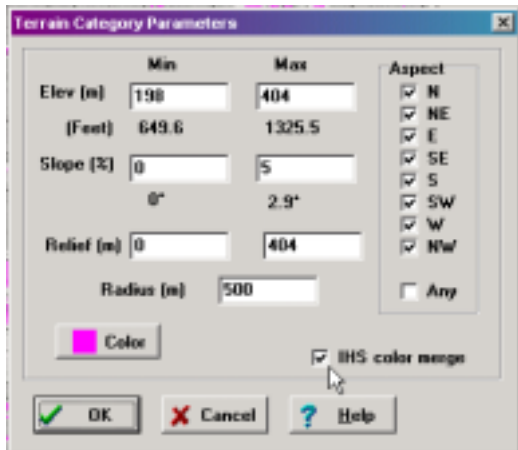 Terrain Category Parameters
Min Max Aspect
Elev (m) 198 404 N
(Feet) 649.6 1325.5 NE
E
Slope (%) 0 5 SE
S
0° 2.9° SW
W
Relief (m) 0 404 NW
Radius (m) 500 Any
Color
IHS color merge
OK Cancel Help